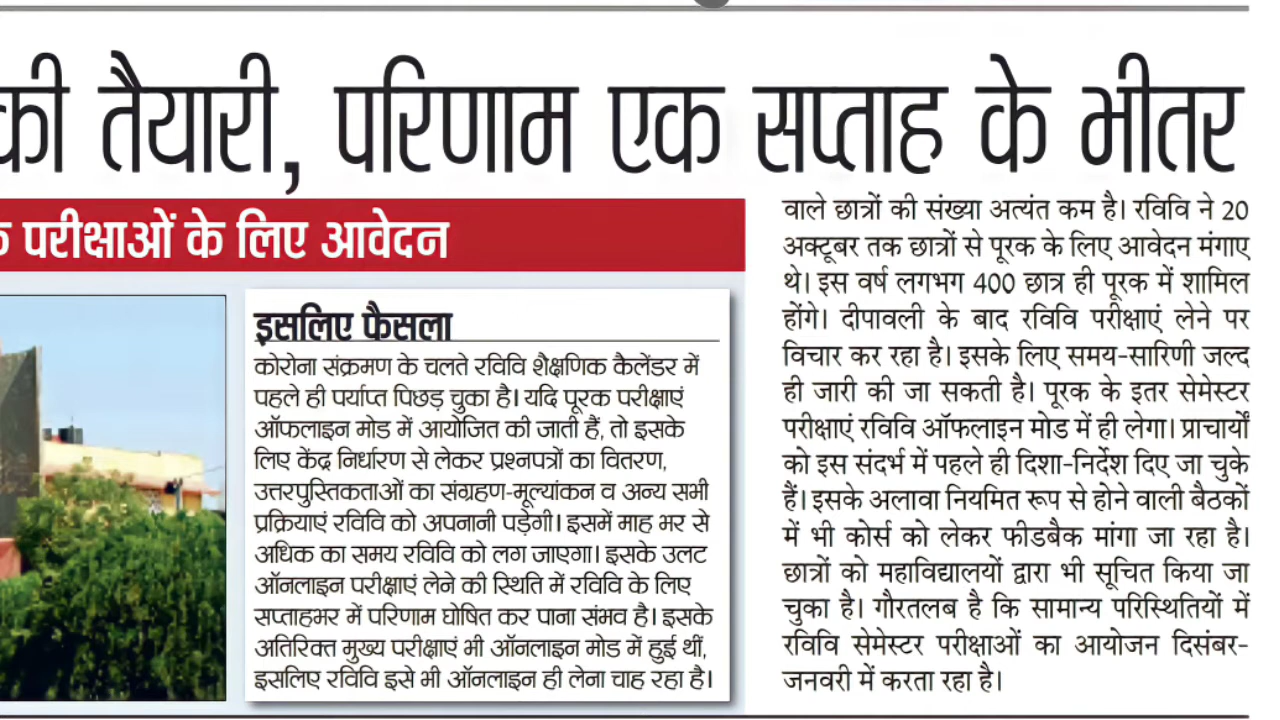 की तैयारी, परिणाम एक सप्ताह के भीतर
परीक्षाओं के लिए आवेदन
इसलिए फैसला
कोरोना संक्रमण के चलते रविवि शैक्षणिक कैलेंडर में
पहले ही पर्याप्त पिछड़ चुका है। यदि पूरक परीक्षाएं
ऑफलाइन मोड में आयोजित की जाती हैं, तो इसके
लिए केंद्र निर्धारण से लेकर प्रश्नपत्रों का वितरण,
उत्तरपुस्तिकताओं का संग्रहण-मूल्यांकन व अन्य सभी
प्रक्रियाएं रविवि को अपनानी पड़ेगी। इसमें माह भर से
अधिक का समय रविवि को लग जाएगा। इसके उलट
ऑनलाइन परीक्षाएं लेने की स्थिति में रविवि के लिए
सप्ताहभर में परिणाम घोषित कर पाना संभव है। इसके
अतिरिक्त मुख्य परीक्षाएं भी ऑनलाइन मोड में हुई थीं,
इसलिए रविवि इसे भी ऑनलाइन ही लेना चाह रहा है।
वाले छात्रों की संख्या अत्यंत कम है। रविवि ने 20
अक्टूबर तक छात्रों से पूरक के लिए आवेदन मंगाए
थे। इस वर्ष लगभग 400 छात्र ही पूरक में शामिल
होंगे। दीपावली के बाद रविवि परीक्षाएं लेने पर
विचार कर रहा है। इसके लिए समय-सारिणी जल्द
ही जारी की जा सकती है। पूरक के इतर सेमेस्टर
परीक्षाएं रविवि ऑफलाइन मोड में ही लेगा। प्राचार्यों
को इस संदर्भ में पहले ही दिशा-निर्देश दिए जा चुके
हैं। इसके अलावा नियमित रूप से होने वाली बैठकों
में भी कोर्स को लेकर फीडबैक मांगा जा रहा है।
छात्रों को महाविद्यालयों द्वारा भी सूचित किया जा
चुका है। गौरतलब है कि सामान्य परिस्थितियों में
रविवि सेमेस्टर परीक्षाओं का आयोजन दिसंबर-
जनवरी में करता रहा है।